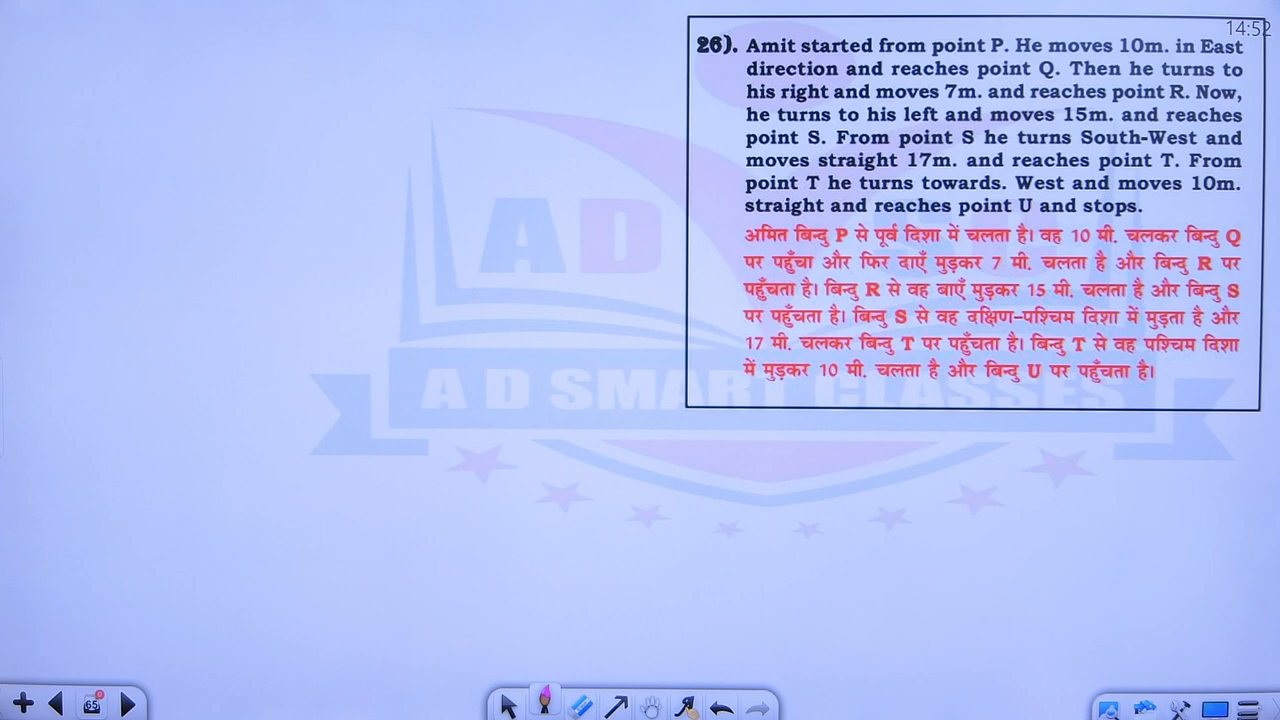 14:52
26). Amit started from point P. He moves 10m. in East
direction and reaches point Q. Then he turns to
his right and moves 7m. and reaches point R. Now,
he turns to his left and moves 15m. and reaches
point S. From point S he turns South-West and
moves straight 17m. and reaches point T. From
point T he turns towards. West and moves 10m.
straight and reaches point U and stops.
अमित बिन्दु P से पूर्व दिशा में चलता है। वह 10 मी. चलकर बिन्दु Q
पर पहुँचा और फिर दाएँ मुड़कर 7 मी. चलता है और बिन्दु R पर
पहुँचता है। बिन्दु R से वह बाएँ मुड़कर 15 मी. चलता है और बिन्दु S
पर पहुँचता है। बिन्दु S से वह दक्षिण-पश्चिम दिशा में मुड़ता है और
17 मी. चलकर बिन्दु T पर पहुँचता है। बिन्दु T से वह पश्चिम दिशा
में मुड़कर 10 मी. चलता है और बिन्दु U पर पहुँचता है।
AD
A D SMART CLASSES
65
0